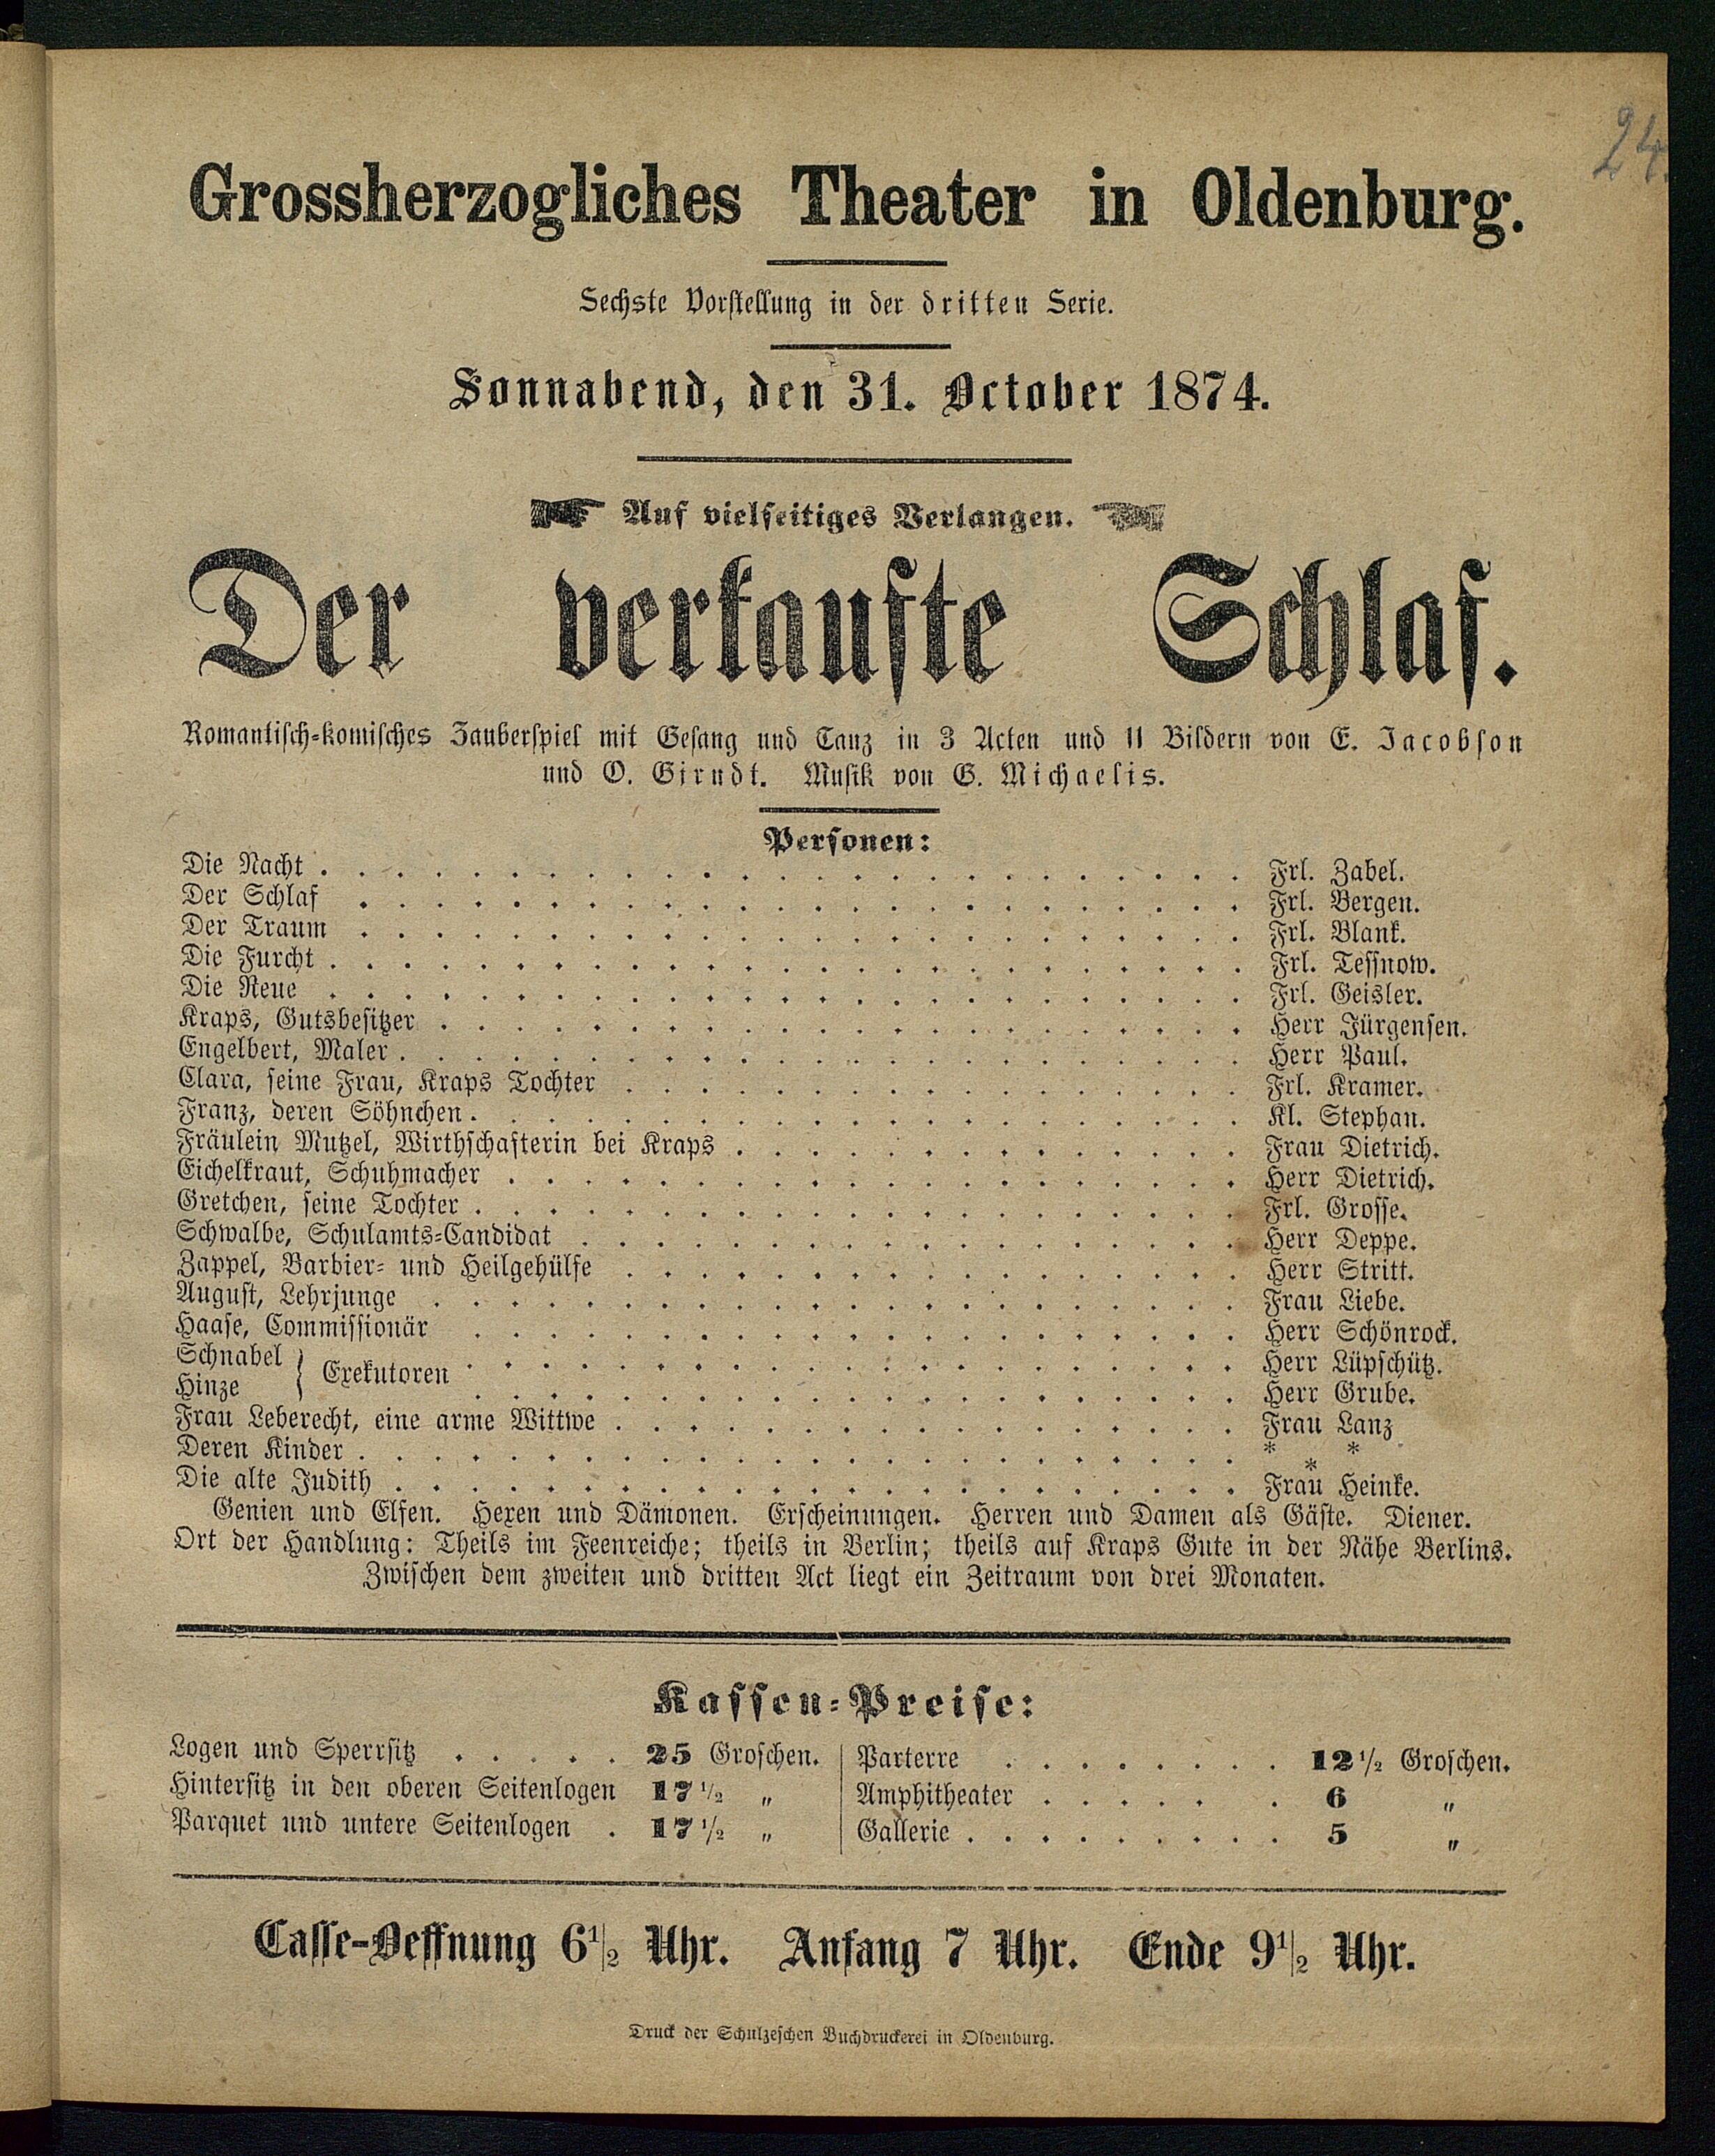 24.
Grossherzogliches Theater in Oldenburg.
Sechste Vorstellung in der dritten Serie.
Sonnabend, den 31. October 1874.
Auf vielseitiges Verlangen.
Der verkaufte Schlaf.
Romantisch-komisches Zauberspiel mit Gesang und Tanz in 3 Acten und 11 Bildern von E. Jacobson
und O. Girndt. Musik von G. Michaelis.
Personen:
Die Nacht . . . . . Frl. Zabel.
Der Schlaf . . . . . Frl. Bergen.
Der Traum . . . . . Frl. Blank.
Die Furcht . . . . . Frl. Tessnow.
Die Reue . . . . . Frl. Geisler.
Kraps, Gutsbesitzer . . . . . Herr Jürgensen.
Engelbert, Maler . . . . . Herr Paul.
Clara, seine Frau, Kraps Tochter . . . . . Frl. Kramer.
Franz, deren Söhnchen . . . . . Kl. Stephan.
Fräulein Mutzel, Wirthschafterin bei Kraps . . . . . Frau Dietrich.
Eichelkraut, Schuhmacher . . . . . Herr Dietrich.
Gretchen, seine Tochter . . . . . Frl. Grosse.
Schwalbe, Schulamts-Candidat . . . . . Herr Deppe.
Zappel, Barbier- und Heilgehülfe . . . . . Herr Stritt.
August, Lehrjunge . . . . . Frau Liebe.
Haase, Commissionär . . . . . Herr Schönrock.
Schnabel } Exekutoren . . . . . Herr Lüpschütz.
Hinze . . . . . Herr Grube.
Frau Leberecht, eine arme Wittwe . . . . . Frau Lanz
Deren Kinder . . . . . * * *
Die alte Judith . . . . . Frau Heinke.
Genien und Elfen. Hexen und Dämonen. Erscheinungen. Herren und Damen als Gäste. Diener.
Ort der Handlung: Theils im Feenreiche; theils in Berlin; theils auf Kraps Gute in der Nähe Berlins.
Zwischen dem zweiten und dritten Act liegt ein Zeitraum von drei Monaten.
Kassen-Preise:
Logen und Sperrsitz . . . . . 25 Groschen.
Hintersitz in den oberen Seitenlogen 17 1/2 "
Parquet und untere Seitenlogen . 17 1/2 "
Parterre . . . . . 12 1/2 Groschen.
Amphitheater . . . . . 6 "
Gallerie . . . . . 5 "
Casse-Oeffnung 6 1/2 Uhr. Anfang 7 Uhr. Ende 9 1/2 Uhr.
Druck der Schulzeschen Buchdruckerei in Oldenburg.